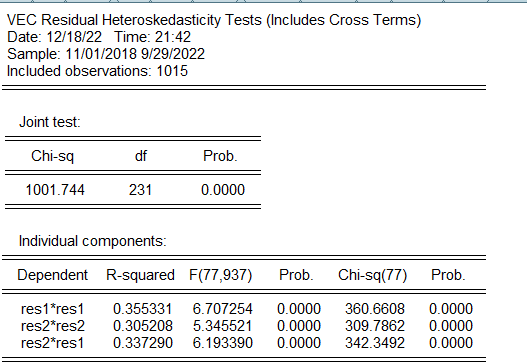 VEC Residual Heteroskedasticity Tests (Includes Cross Terms)
Date: 12/18/22 Time: 21:42
Sample: 11/01/2018 9/29/2022
Included observations: 1015
Joint test:
Chi-sq df Prob.
1001.744 231 0.0000
Individual components:
Dependent R-squared F(77,937) Prob. Chi-sq(77) Prob.
res1*res1 0.355331 6.707254 0.0000 360.6608 0.0000
res2*res2 0.305208 5.345521 0.0000 309.7862 0.0000
res2*res1 0.337290 6.193390 0.0000 342.3492 0.0000